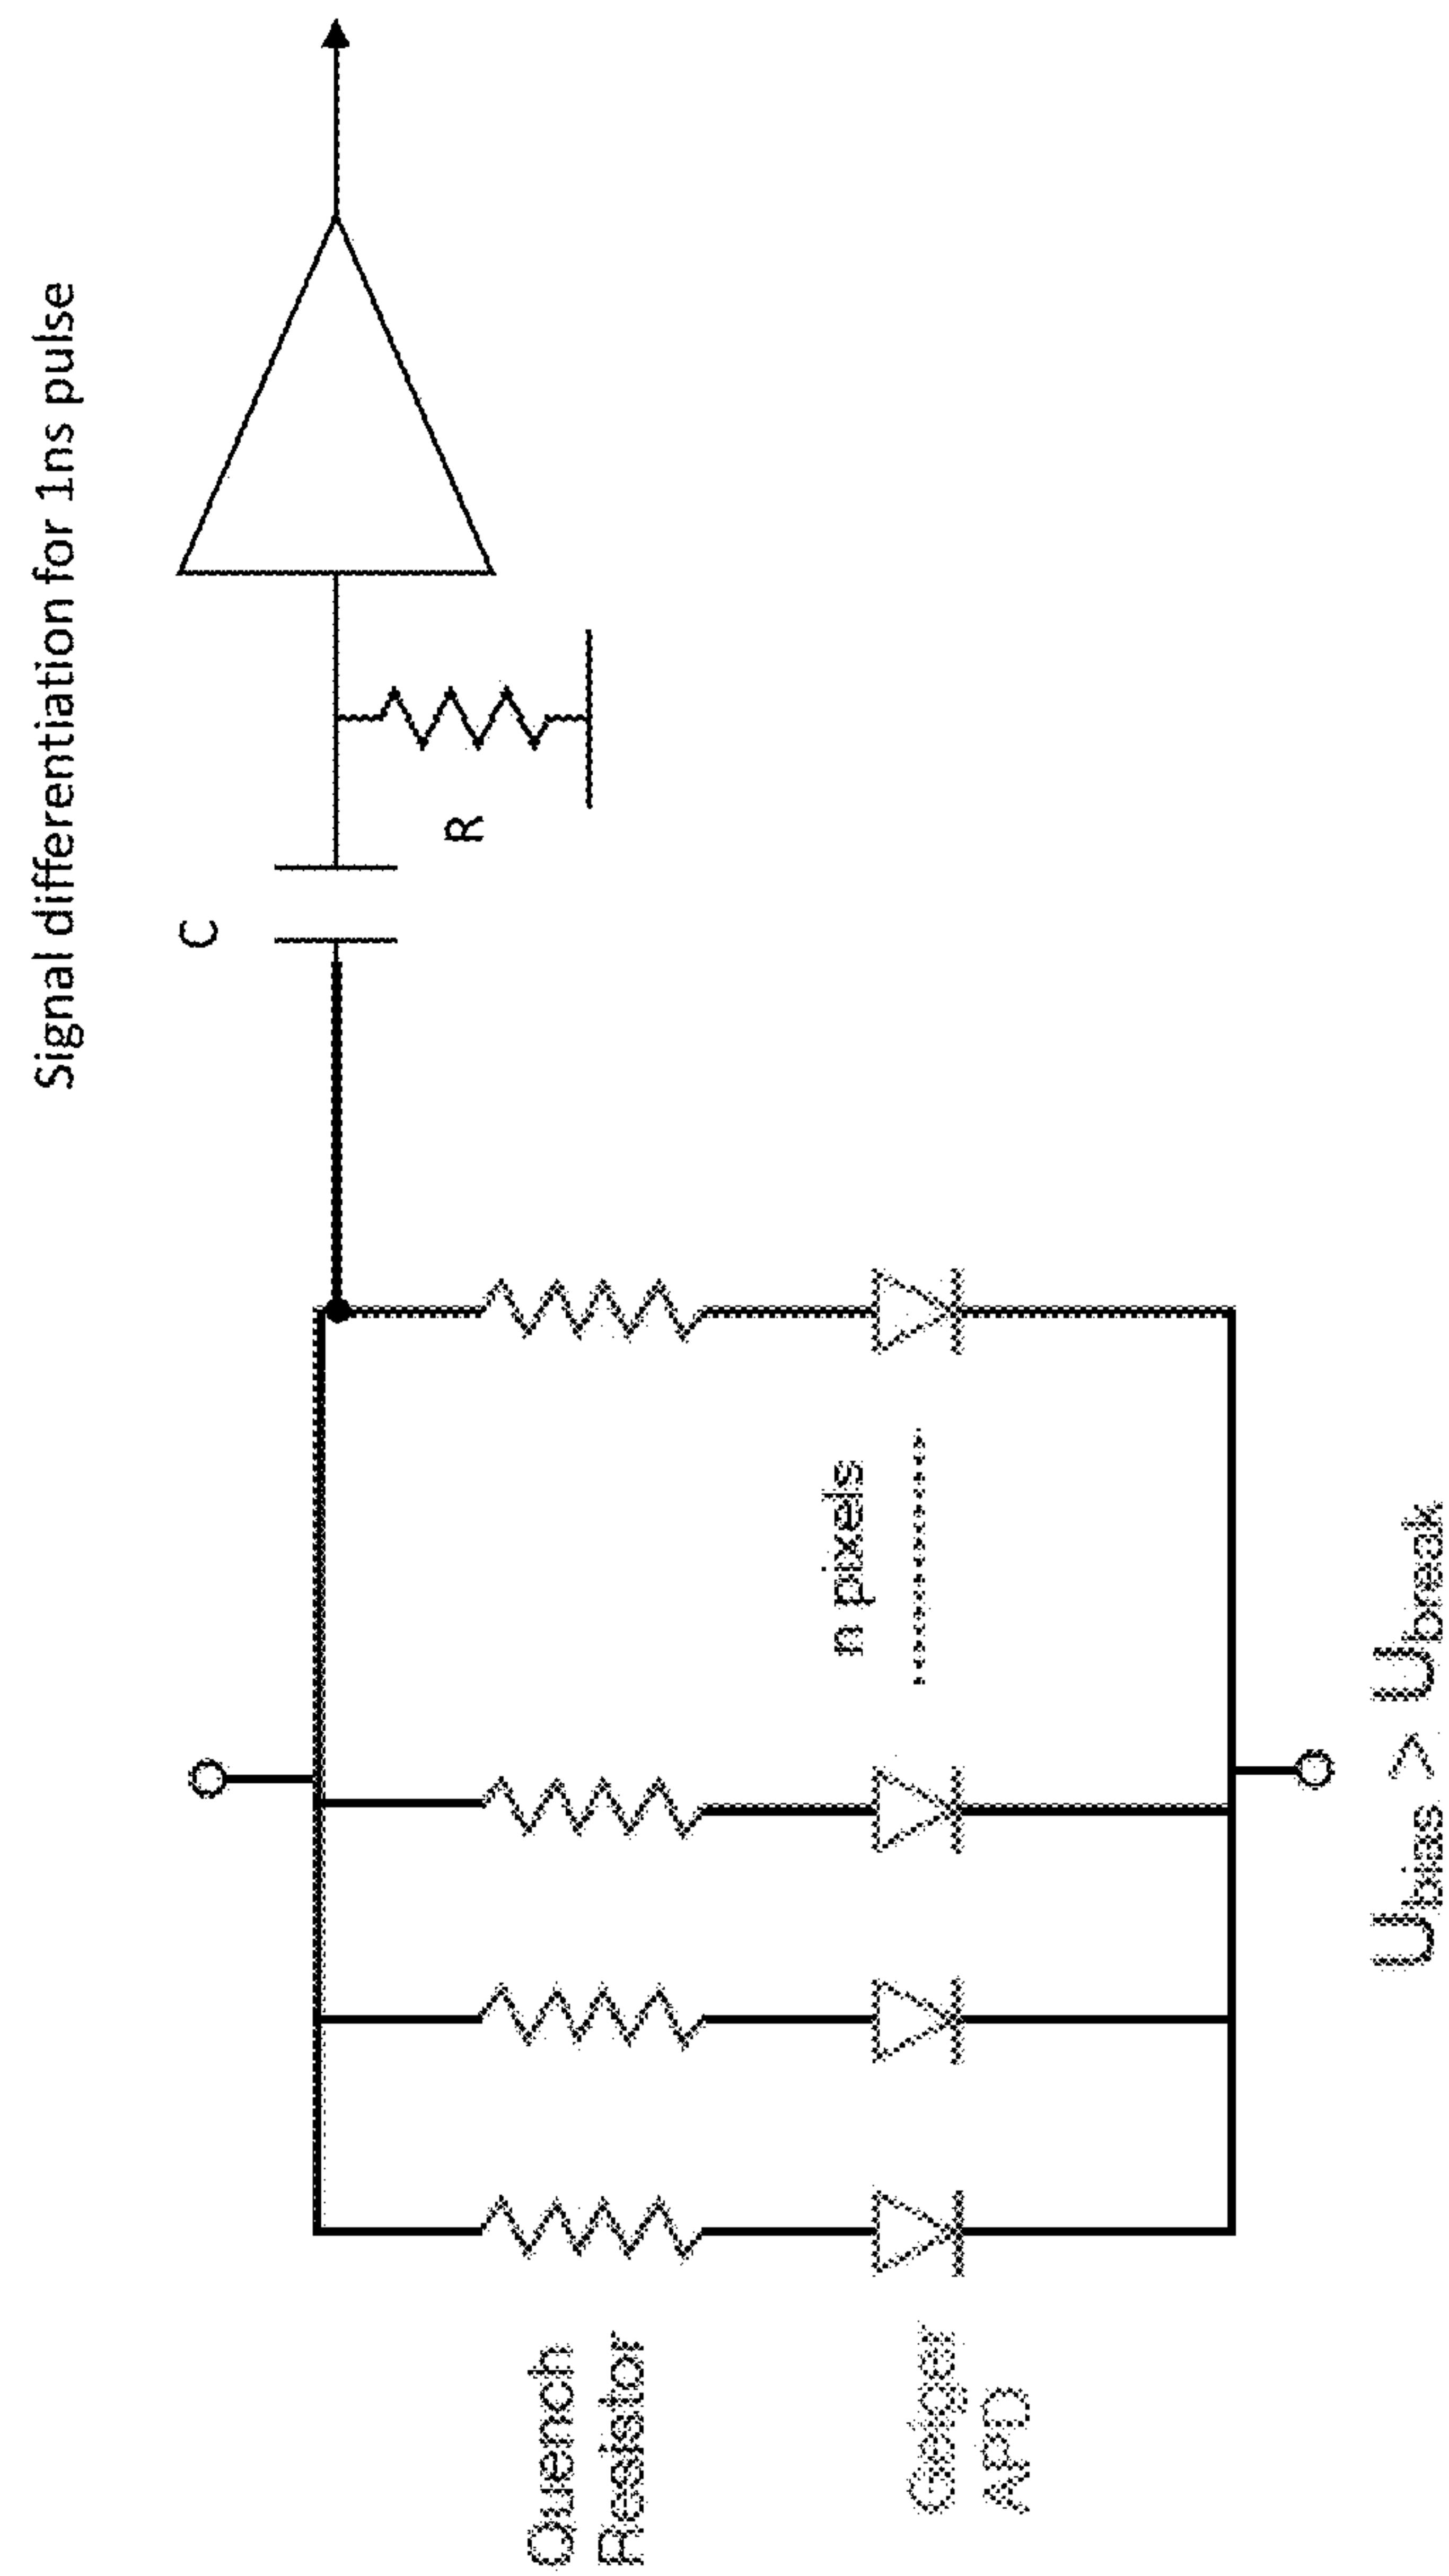 Signal differentiation for 1ns pulse
C
R
Quench
Resistor
n pixels
Geiger
APD
Ubias > Ubreak